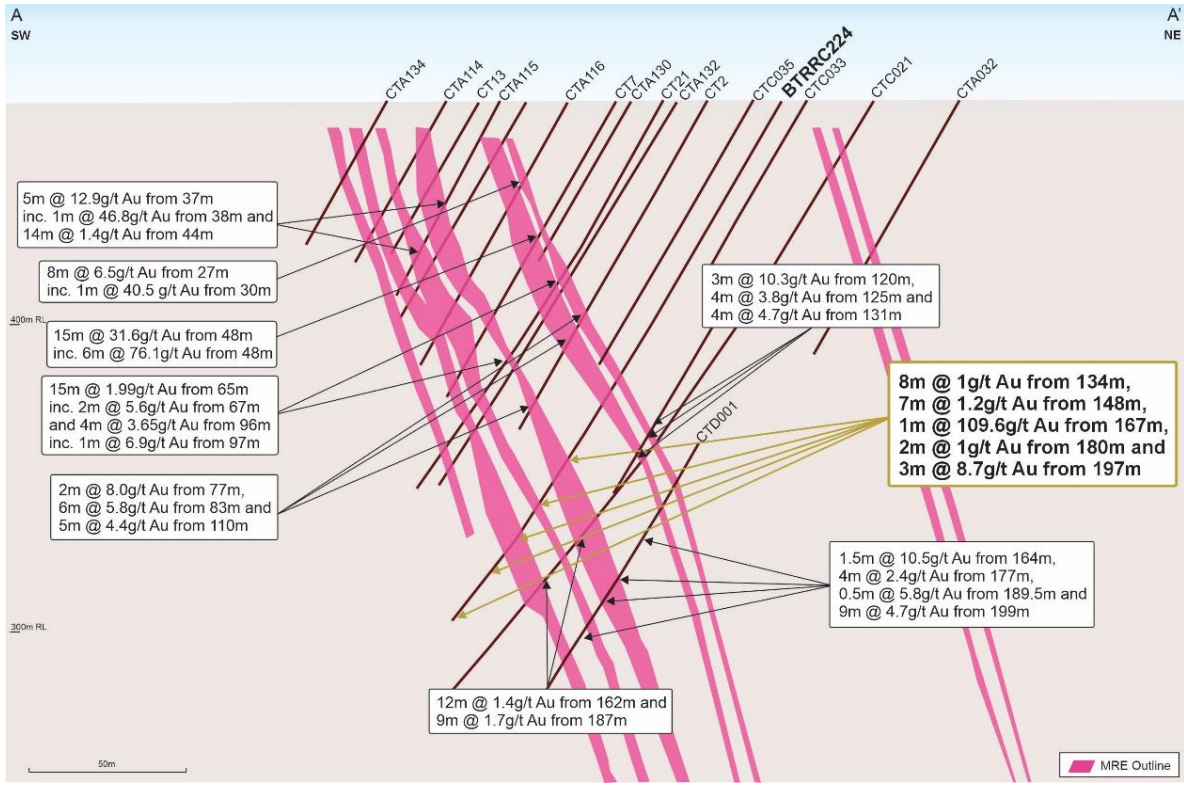 A
SW
A'
NE
CTA134
CTA114
CT13
CTA115
CTA116
CT7
CTA130
CT21
CTA132
CT2
CTC035
BTRRC224
CTC033
CTC021
CTA032
5m @ 12.9g/t Au from 37m
inc. 1m @ 46.8g/t Au from 38m and
14m @ 1.4g/t Au from 44m
8m @ 6.5g/t Au from 27m
inc. 1m @ 40.5 g/t Au from 30m
3m @ 10.3g/t Au from 120m,
4m @ 3.8g/t Au from 125m and
4m @ 4.7g/t Au from 131m
400m RL
15m @ 31.6g/t Au from 48m
inc. 6m @ 76.1g/t Au from 48m
15m @ 1.99g/t Au from 65m
inc. 2m @ 5.6g/t Au from 67m
and 4m @ 3.65g/t Au from 96m
inc. 1m @ 6.9g/t Au from 97m
8m @ 1g/t Au from 134m,
7m @ 1.2g/t Au from 148m,
1m @ 109.6g/t Au from 167m,
2m @ 1g/t Au from 180m and
3m @ 8.7g/t Au from 197m
CTD001
2m @ 8.0g/t Au from 77m,
6m @ 5.8g/t Au from 83m and
5m @ 4.4g/t Au from 110m
1.5m @ 10.5g/t Au from 164m,
4m @ 2.4g/t Au from 177m,
0.5m @ 5.8g/t Au from 189.5m and
9m @ 4.7g/t Au from 199m
300m RL
12m @ 1.4g/t Au from 162m and
9m @ 1.7g/t Au from 187m
50m
MRE Outline